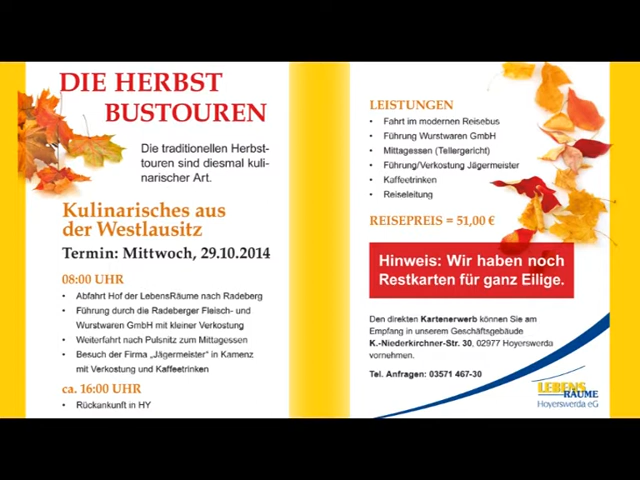 DIE HERBST
BUSTOUREN
Die traditionellen Herbst-
touren sind diesmal kuli-
narischer Art.
Kulinarisches aus
der Westlausitz
Termin: Mittwoch, 29.10.2014
08:00 UHR
• Abfahrt Hof der LebensRäume nach Radeberg
• Führung durch die Radeberger Fleisch- und
Wurstwaren GmbH mit kleiner Verkostung
• Weiterfahrt nach Pulsnitz zum Mittagessen
• Besuch der Firma „Jägermeister" in Kamenz
mit Verkostung und Kaffeetrinken
ca. 16:00 UHR
• Rückankunft in HY
LEISTUNGEN
• Fahrt im modernen Reisebus
• Führung Wurstwaren GmbH
• Mittagessen (Tellergericht)
• Führung/Verkostung Jägermeister
• Kaffeetrinken
• Reiseleitung
REISEPREIS = 51,00 €
Hinweis: Wir haben noch
Restkarten für ganz Eilige.
Den direkten Kartenerwerb können Sie am
Empfang in unserem Geschäftsgebäude
K.-Niederkirchner-Str. 30, 02977 Hoyerswerda
vornehmen.
Tel. Anfragen: 03571 467-30
LEBENS
RÄUME
Hoyerswerda eG